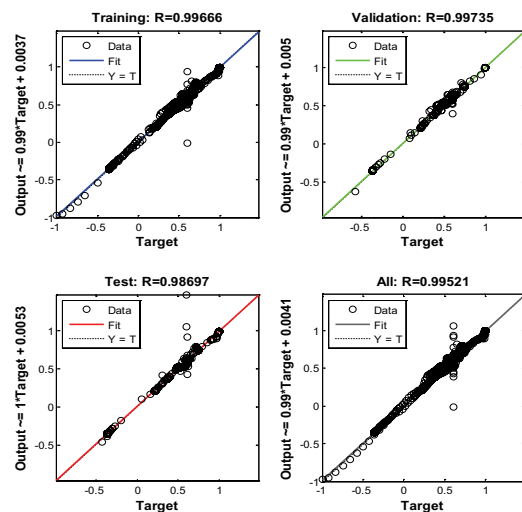 Training: R=0.99666
Output ~= 0.99*Target + 0.0037
Data
Fit
Y = T
1
0.5
0
-0.5
-1
-1
-0.5
0
0.5
1
Target
Validation: R=0.99735
Output ~= 0.99*Target + 0.005
Data
Fit
Y = T
1
0.5
0
-0.5
-0.5
0
0.5
1
Target
Test: R=0.98697
Output ~= 1*Target + 0.0053
Data
Fit
Y = T
1
0.5
0
-0.5
-0.5
0
0.5
1
Target
All: R=0.99521
Output ~= 0.99*Target + 0.0041
Data
Fit
Y = T
1
0.5
0
-0.5
-1
-1
-0.5
0
0.5
1
Target